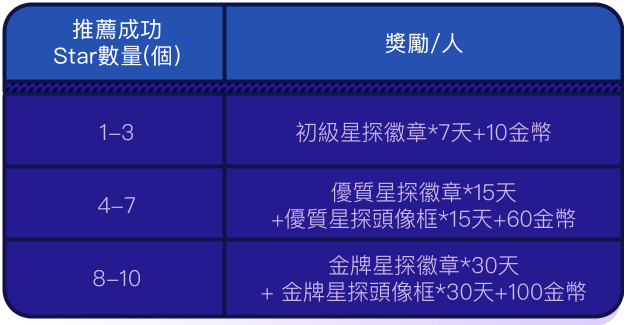 推薦成功
Star數量(個)
獎勵/人
1–3
初級星探徽章*7天+10金幣
4–7
優質星探徽章*15天
+優質星探頭像框*15天+60金幣
8–10
金牌星探徽章*30天
+ 金牌星探頭像框*30天+100金幣